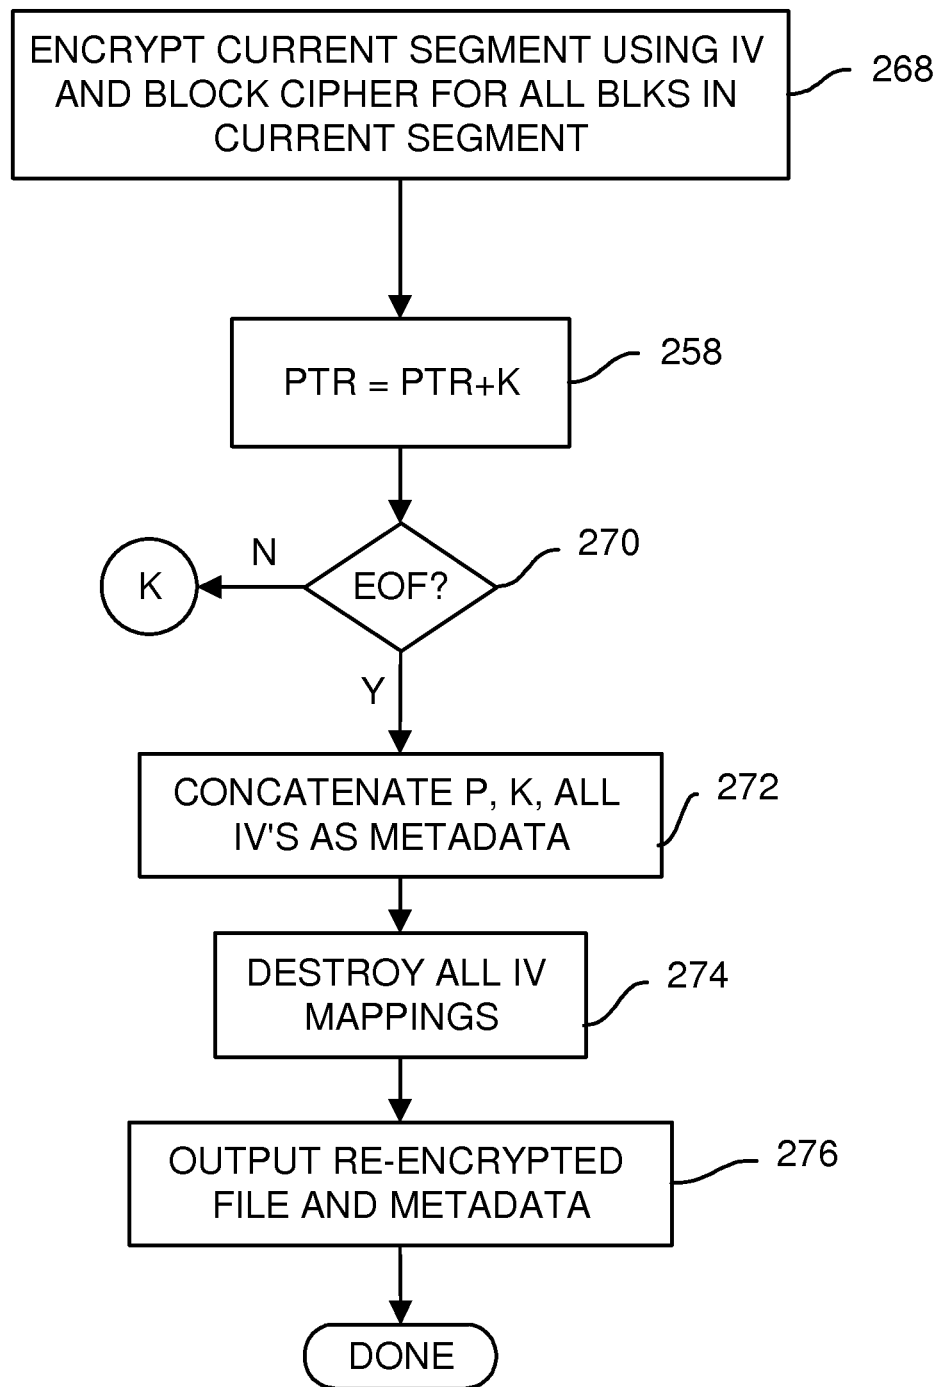 ENCRYPT CURRENT SEGMENT USING IV
AND BLOCK CIPHER FOR ALL BLKS IN
CURRENT SEGMENT
268
PTR = PTR+K
258
EOF?
270
N
K
Y
CONCATENATE P, K, ALL
IV'S AS METADATA
272
DESTROY ALL IV
MAPPINGS
274
OUTPUT RE-ENCRYPTED
FILE AND METADATA
276
DONE